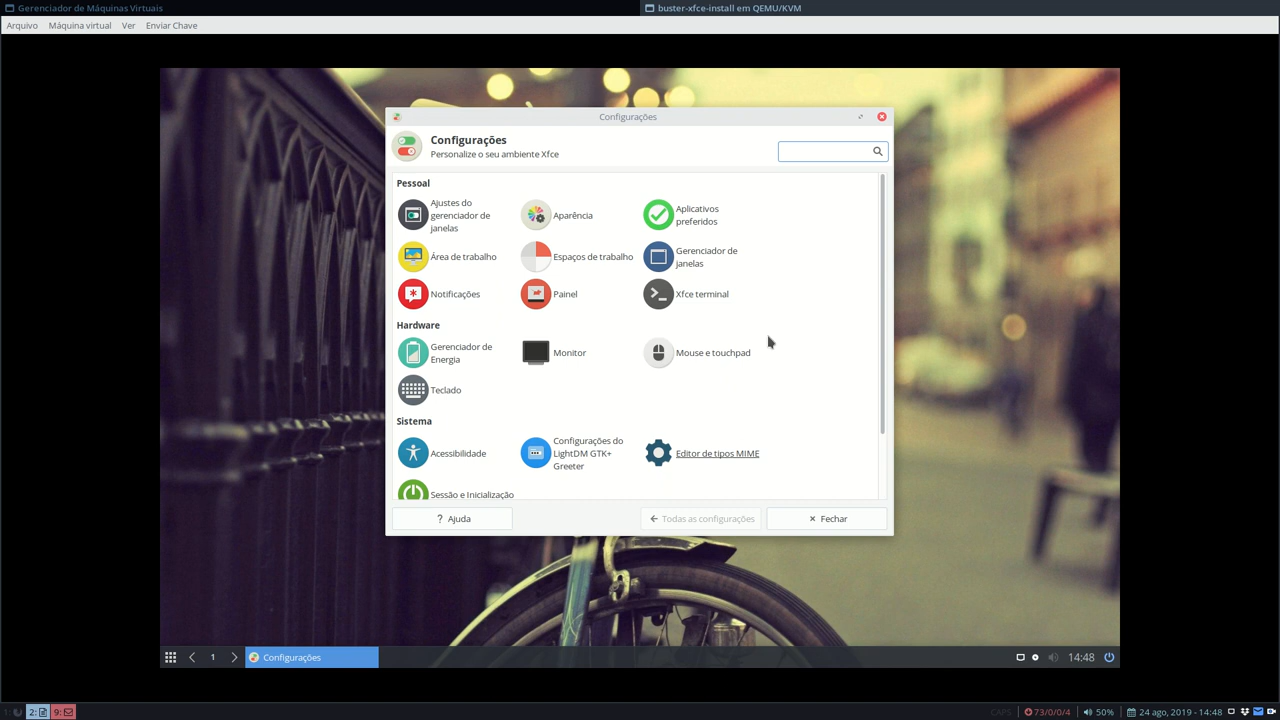 Gerenciador de Máquinas Virtuais
buster-xfce-install em QEMU/KVM
Arquivo Máquina virtual Ver Enviar Chave
Configurações
Configurações
Personalize o seu ambiente Xfce
Pessoal
Ajustes do
gerenciador de
janelas
Aparência
Aplicativos
preferidos
Área de trabalho
Espaços de trabalho
Gerenciador de
janelas
Notificações
Painel
Xfce terminal
Hardware
Gerenciador de
Energia
Monitor
Mouse e touchpad
Teclado
Sistema
Acessibilidade
Configurações do
LightDM GTK+
Greeter
Editor de tipos MIME
Sessão e Inicialização
? Ajuda
Todas as configurações
Fechar
1
Configurações
14:48
1:
2:
9:
CAPS
73/0/0/4
50%
24 ago, 2019 - 14:48